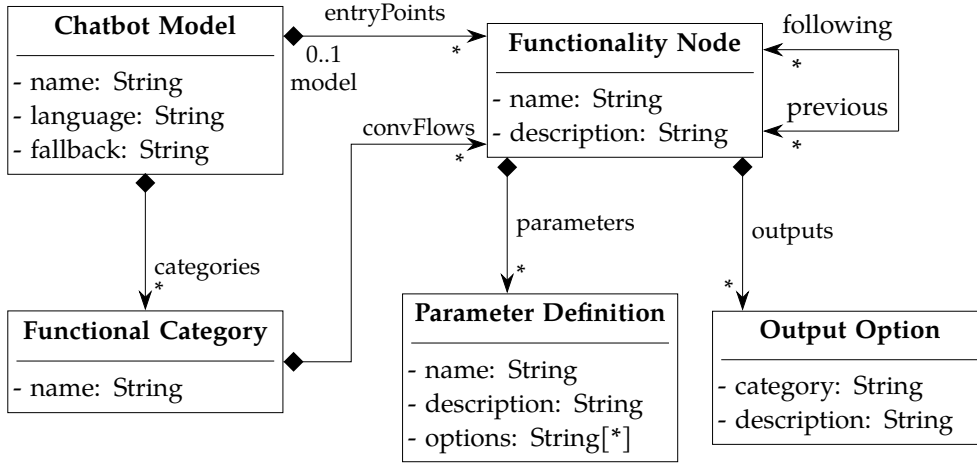 Chatbot Model
- name: String
- language: String
- fallback: String
entryPoints
*
0..1
model
convFlows
*
Functionality Node
- name: String
- description: String
following
*
previous
*
categories
*
parameters
*
outputs
*
Functional Category
- name: String
Parameter Definition
- name: String
- description: String
- options: String[*]
Output Option
- category: String
- description: String